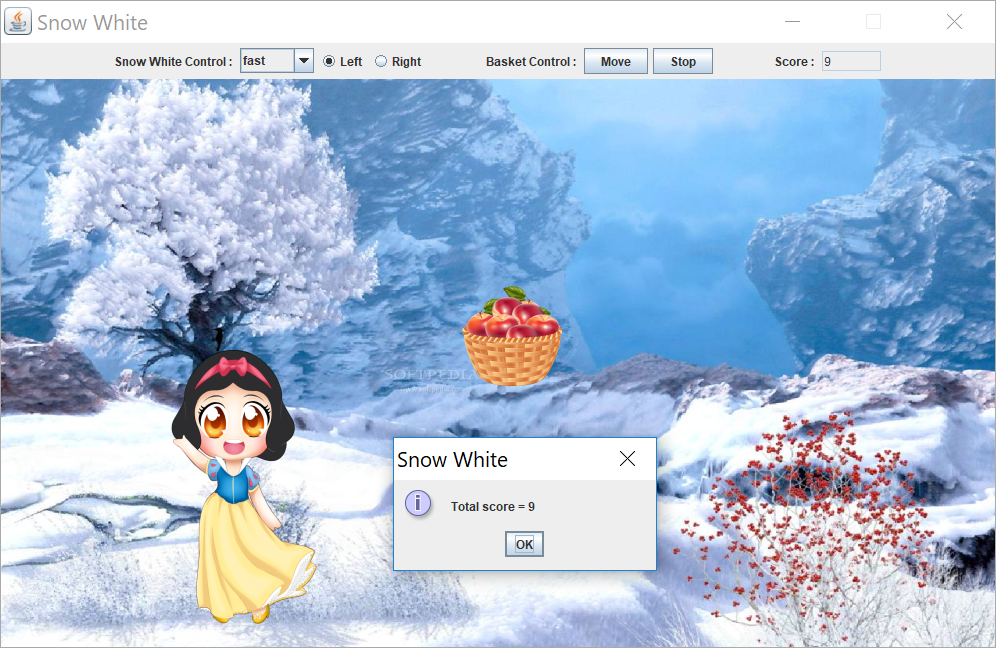 Snow White
Snow White Control : fast Left Right Basket Control : Move Stop Score : 9
SOFTPEDIA
Snow White
Total score = 9
OK